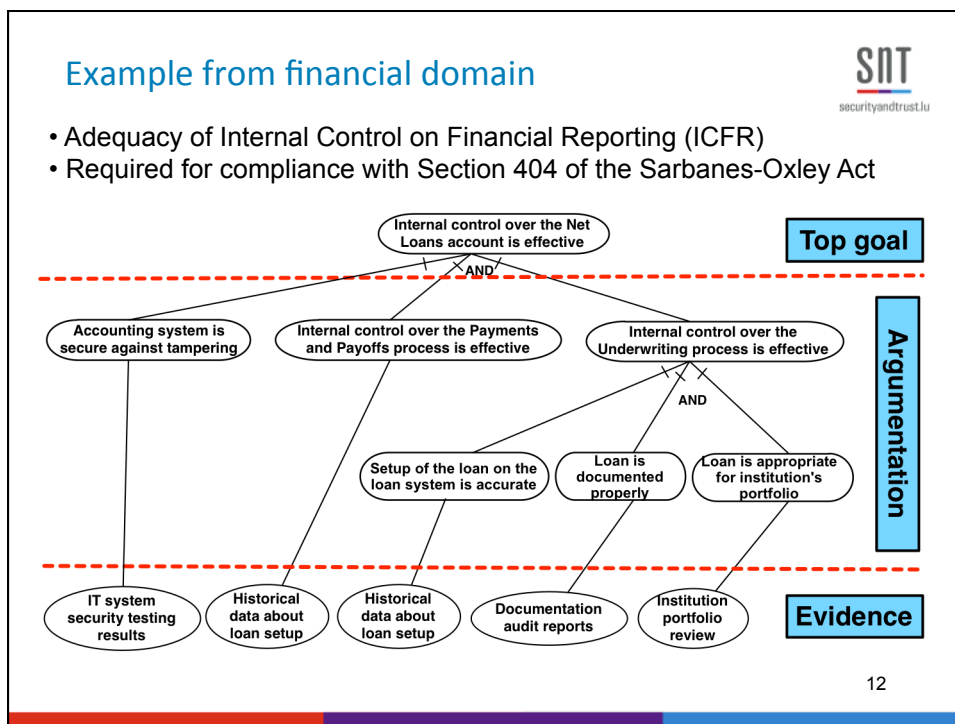 Example from financial domain
SNT
securityandtrust.lu
• Adequacy of Internal Control on Financial Reporting (ICFR)
• Required for compliance with Section 404 of the Sarbanes-Oxley Act
Internal control over the Net
Loans account is effective
Top goal
AND
Accounting system is
secure against tampering
Internal control over the Payments
and Payoffs process is effective
Internal control over the
Underwriting process is effective
Argumentation
AND
Setup of the loan on the
loan system is accurate
Loan is
documented
properly
Loan is appropriate
for institution's
portfolio
IT system
security testing
results
Historical
data about
loan setup
Historical
data about
loan setup
Documentation
audit reports
Institution
portfolio
review
Evidence
12